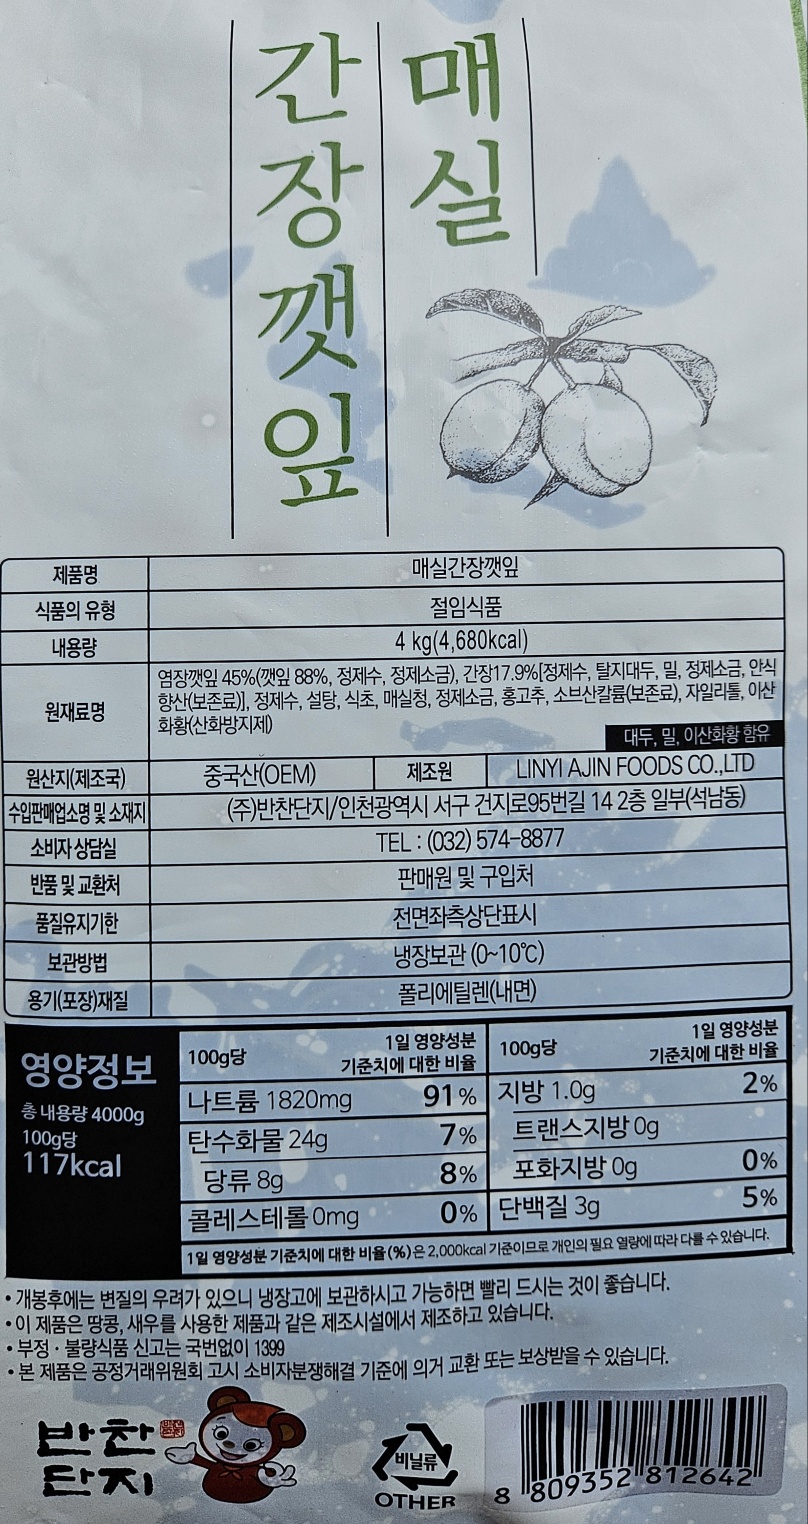 매실
간장깻잎
제품명 매실간장깻잎
식품의 유형 절임식품
내용량 4 kg(4,680kcal)
원재료명 염장깻잎 45%(깻잎 88%, 정제수, 정제소금), 간장17.9%[정제수, 탈지대두, 밀, 정제소금, 안식
향산(보존료)], 정제수, 설탕, 식초, 매실청, 정제소금, 홍고추, 소브산칼륨(보존료), 자일리톨, 이산
화황(산화방지제)
대두, 밀, 이산화황 함유
원산지(제조국) 중국산(OEM) 제조원 LINYI AJIN FOODS CO.,LTD
수입판매업소명 및 소재지 (주)반찬단지/인천광역시 서구 건지로95번길 14 2층 일부(석남동)
소비자 상담실 TEL : (032) 574-8877
반품 및 교환처 판매원 및 구입처
품질유지기한 전면좌측상단표시
보관방법 냉장보관 (0~10℃)
용기(포장)재질 폴리에틸렌(내면)
영양정보
총 내용량 4000g
100g당
117kcal
100g당 1일 영양성분
기준치에 대한 비율
나트륨 1820mg 91%
탄수화물 24g 7%
당류 8g 8%
콜레스테롤 0mg 0%
100g당 1일 영양성분
기준치에 대한 비율
지방 1.0g 2%
트랜스지방 0g
포화지방 0g 0%
단백질 3g 5%
1일 영양성분 기준치에 대한 비율(%)은 2,000kcal 기준이므로 개인의 필요 열량에 따라 다를 수 있습니다.
• 개봉후에는 변질의 우려가 있으니 냉장고에 보관하시고 가능하면 빨리 드시는 것이 좋습니다.
• 이 제품은 땅콩, 새우를 사용한 제품과 같은 제조시설에서 제조하고 있습니다.
• 부정 · 불량식품 신고는 국번없이 1399
• 본 제품은 공정거래위원회 고시 소비자분쟁해결 기준에 의거 교환 또는 보상받을 수 있습니다.
반찬
단지
비닐류
OTHER
8 809352 812642